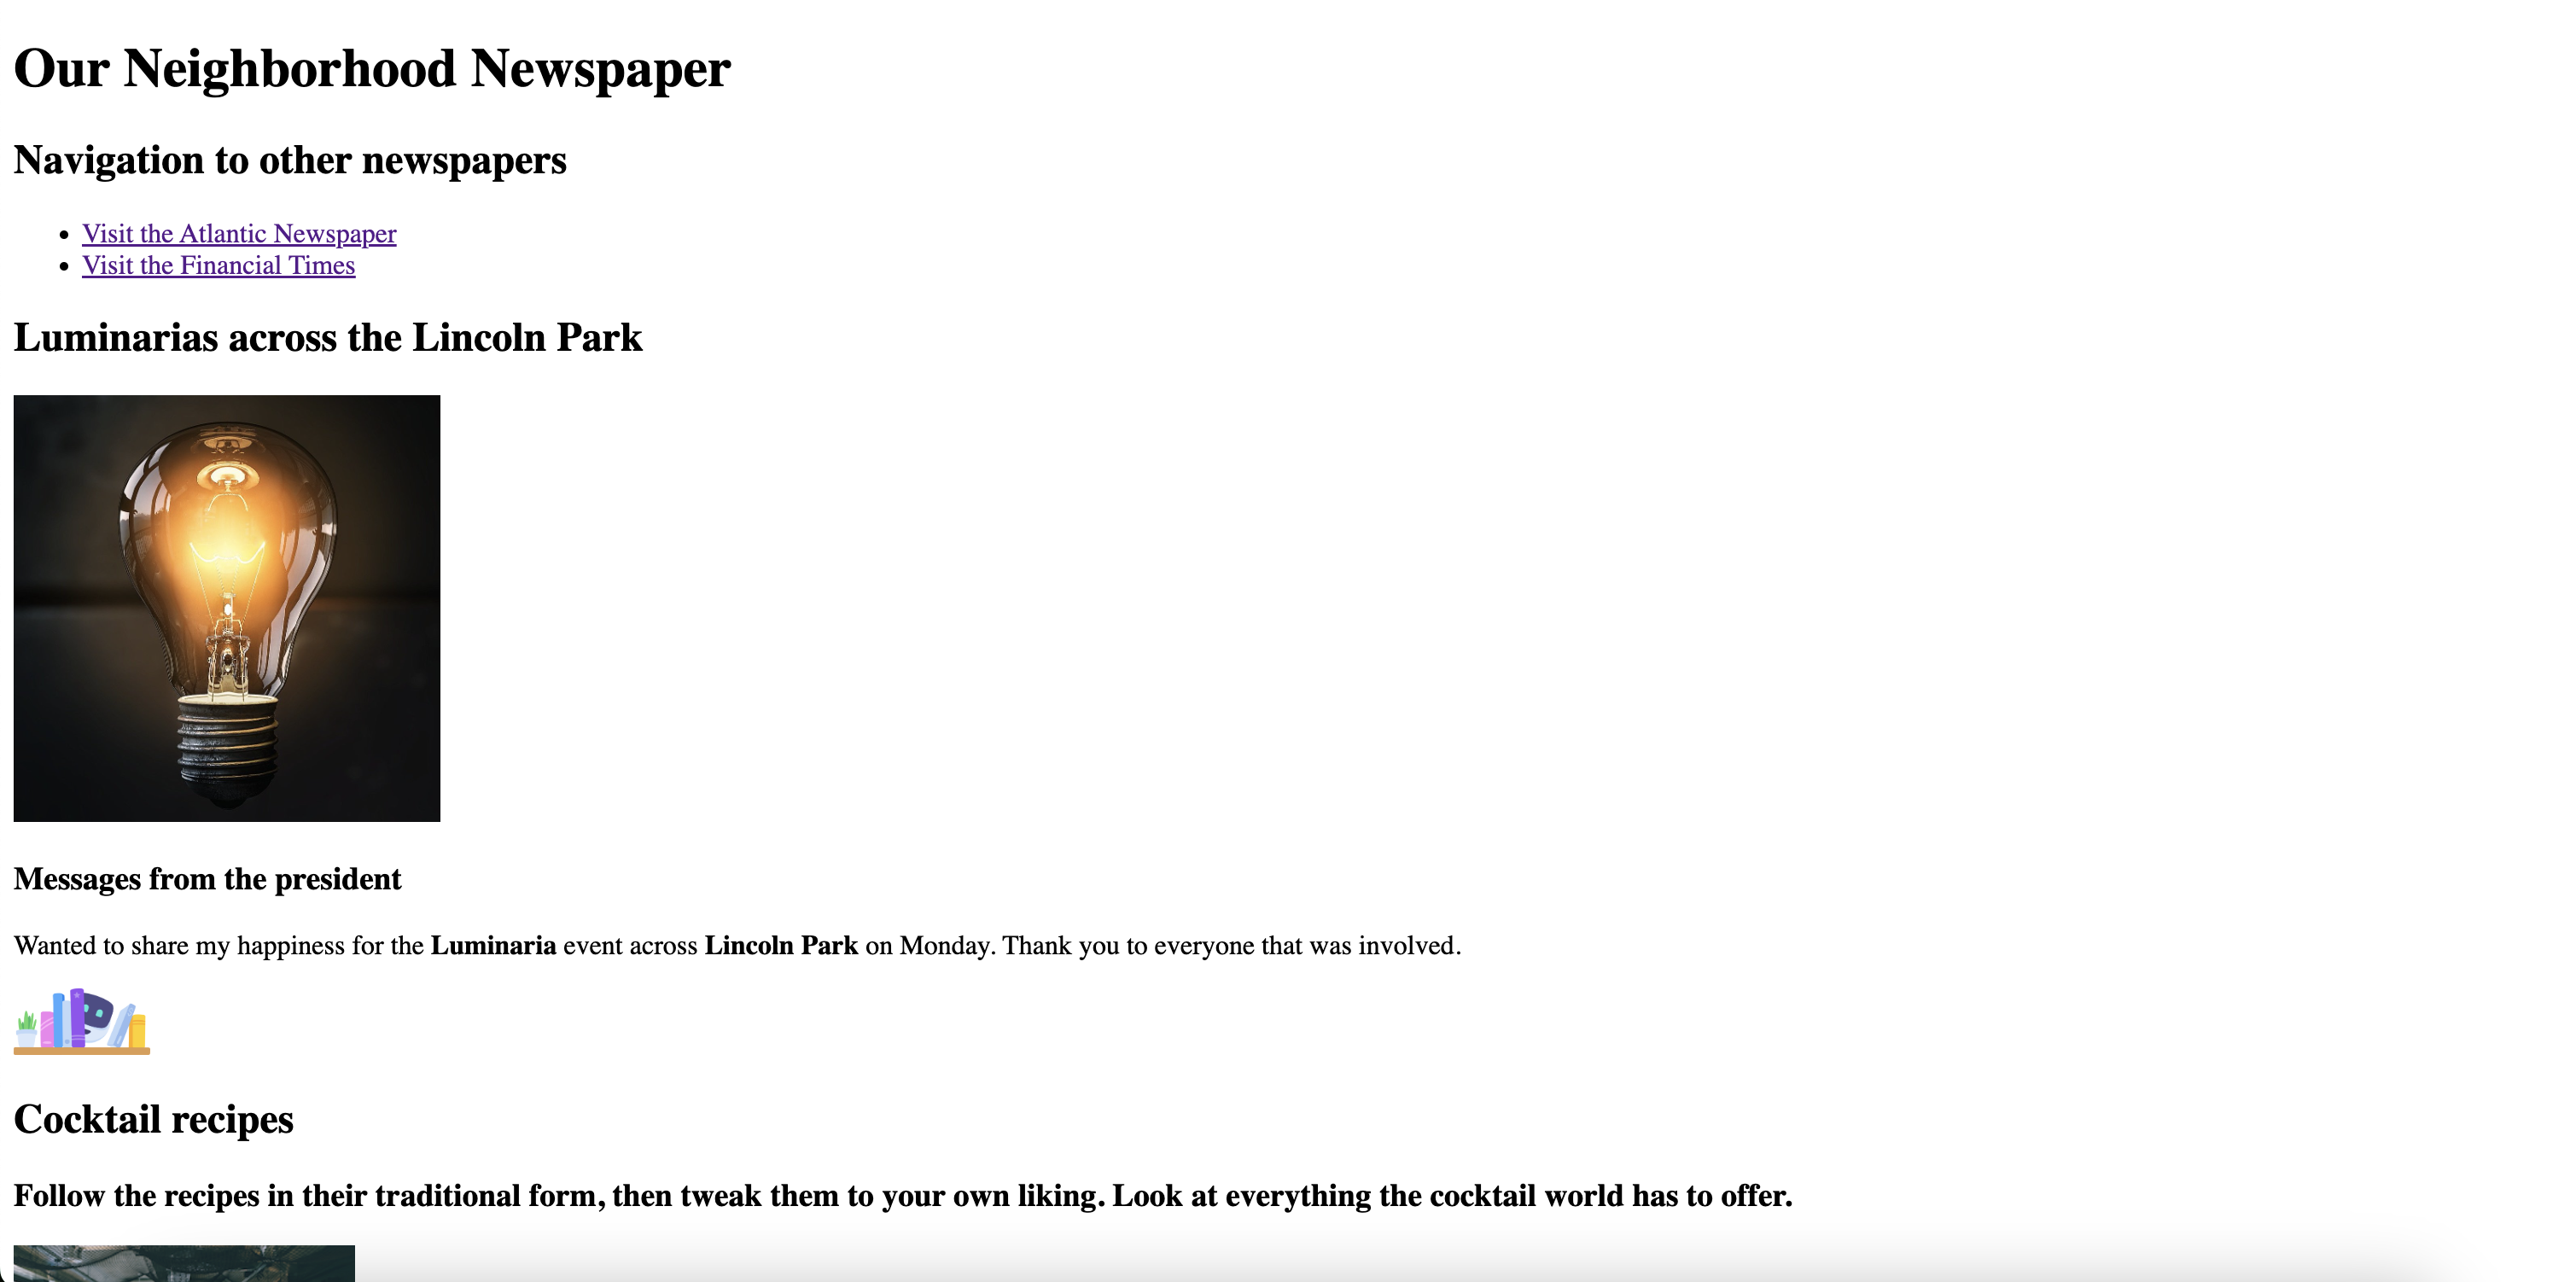 Our Neighborhood Newspaper
Navigation to other newspapers
Visit the Atlantic Newspaper
Visit the Financial Times
Luminarias across the Lincoln Park
Messages from the president
Wanted to share my happiness for the Luminaria event across Lincoln Park on Monday. Thank you to everyone that was involved.
Cocktail recipes
Follow the recipes in their traditional form, then tweak them to your own liking. Look at everything the cocktail world has to offer.